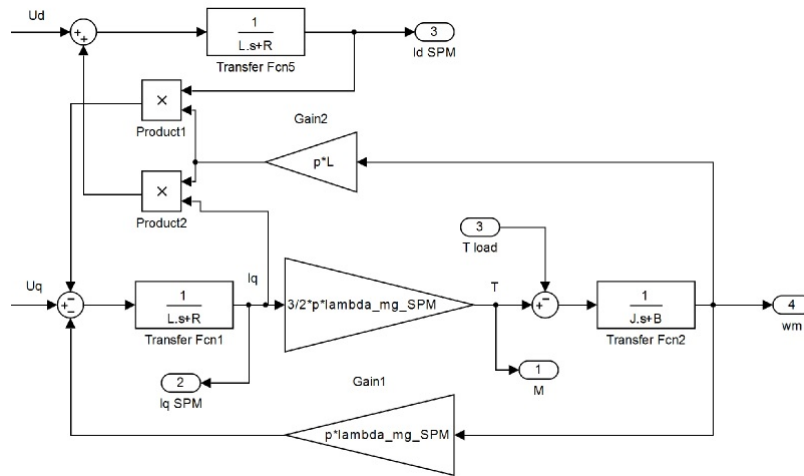 Ud
+
+
1
L.s+R
Transfer Fcn5
3
Id SPM
×
Product1
Gain2
p*L
×
Product2
3
T load
Uq
+
−
−
1
L.s+R
Transfer Fcn1
Iq
3/2*p*lambda_mg_SPM
T
+
−
1
J.s+B
Transfer Fcn2
4
wm
2
Iq SPM
1
M
Gain1
p*lambda_mg_SPM